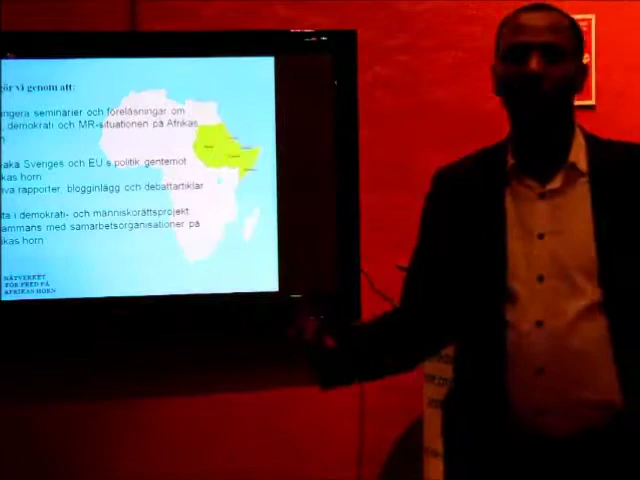 gör vi genom att:
ngera seminarier och föreläsningar om
, demokrati och MR-situationen på Afrikas
n
aka Sveriges och EU:s politik gentemot
kas horn
iva rapporter, blogginlägg och debattartiklar
ta i demokrati- och människorättsprojekt
ammans med samarbetsorganisationer på
kas horn
NÄTVERKET
FÖR FRED PÅ
AFRIKAS HORN